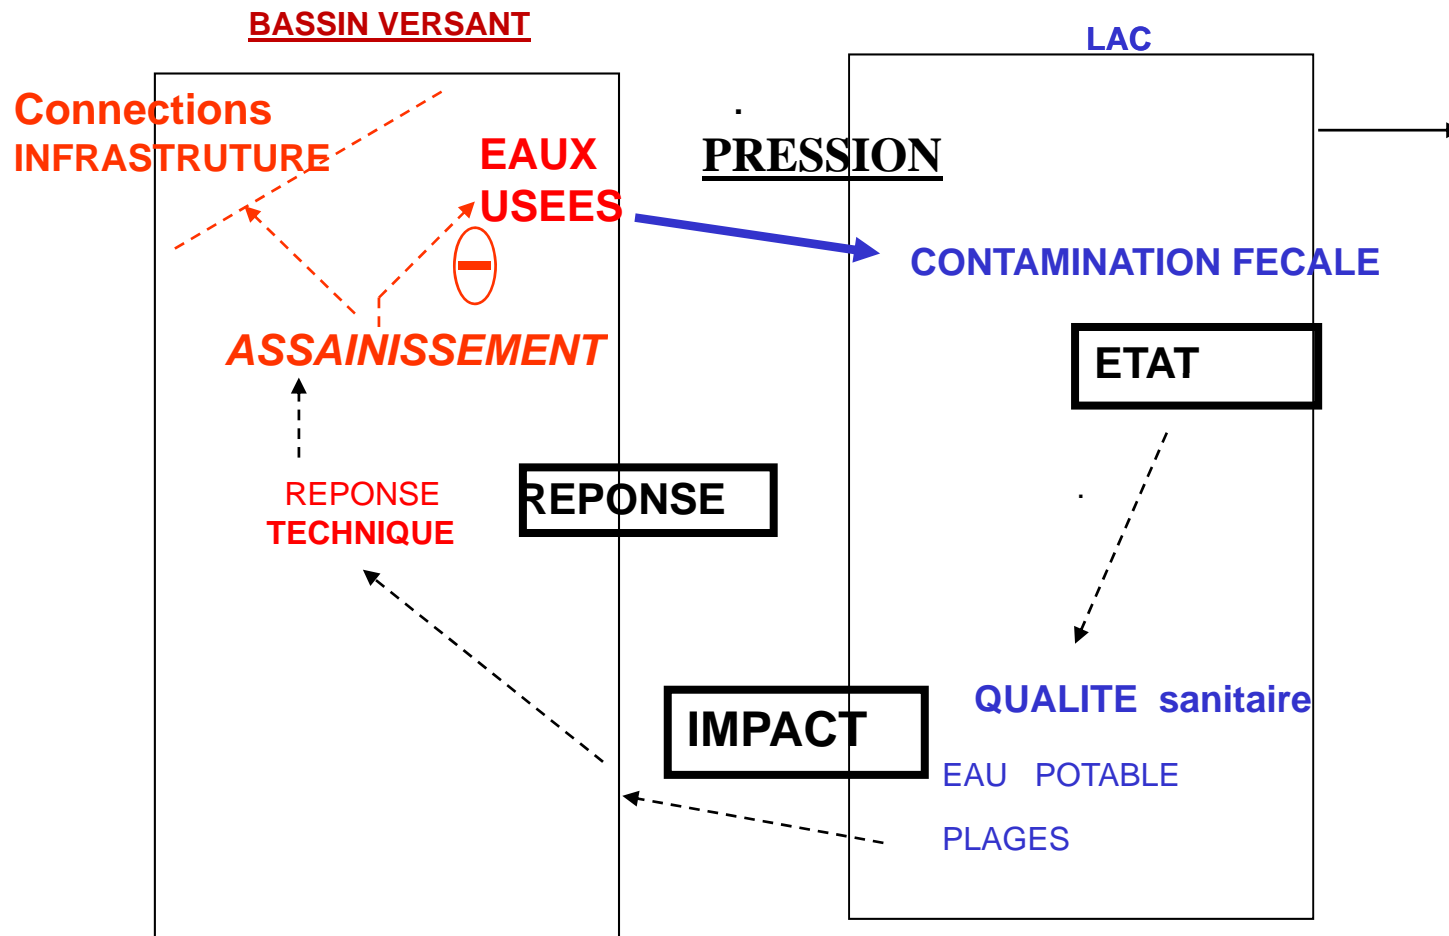 BASSIN VERSANT
LAC
Connections
INFRASTRUTURE
EAUX
USEES
PRESSION
CONTAMINATION FECALE
ASSAINISSEMENT
ETAT
REPONSE
TECHNIQUE
REPONSE
QUALITE sanitaire
IMPACT
EAU POTABLE
PLAGES